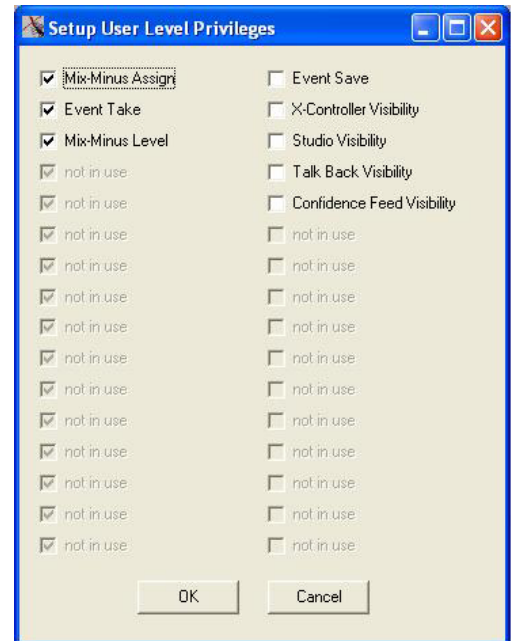 Setup User Level Privileges
Mix-Minus Assign
Event Take
Mix-Minus Level
not in use
not in use
not in use
not in use
not in use
not in use
not in use
not in use
not in use
not in use
not in use
not in use
not in use
Event Save
X-Controller Visibility
Studio Visibility
Talk Back Visibility
Confidence Feed Visibility
not in use
not in use
not in use
not in use
not in use
not in use
not in use
not in use
not in use
not in use
not in use
OK
Cancel